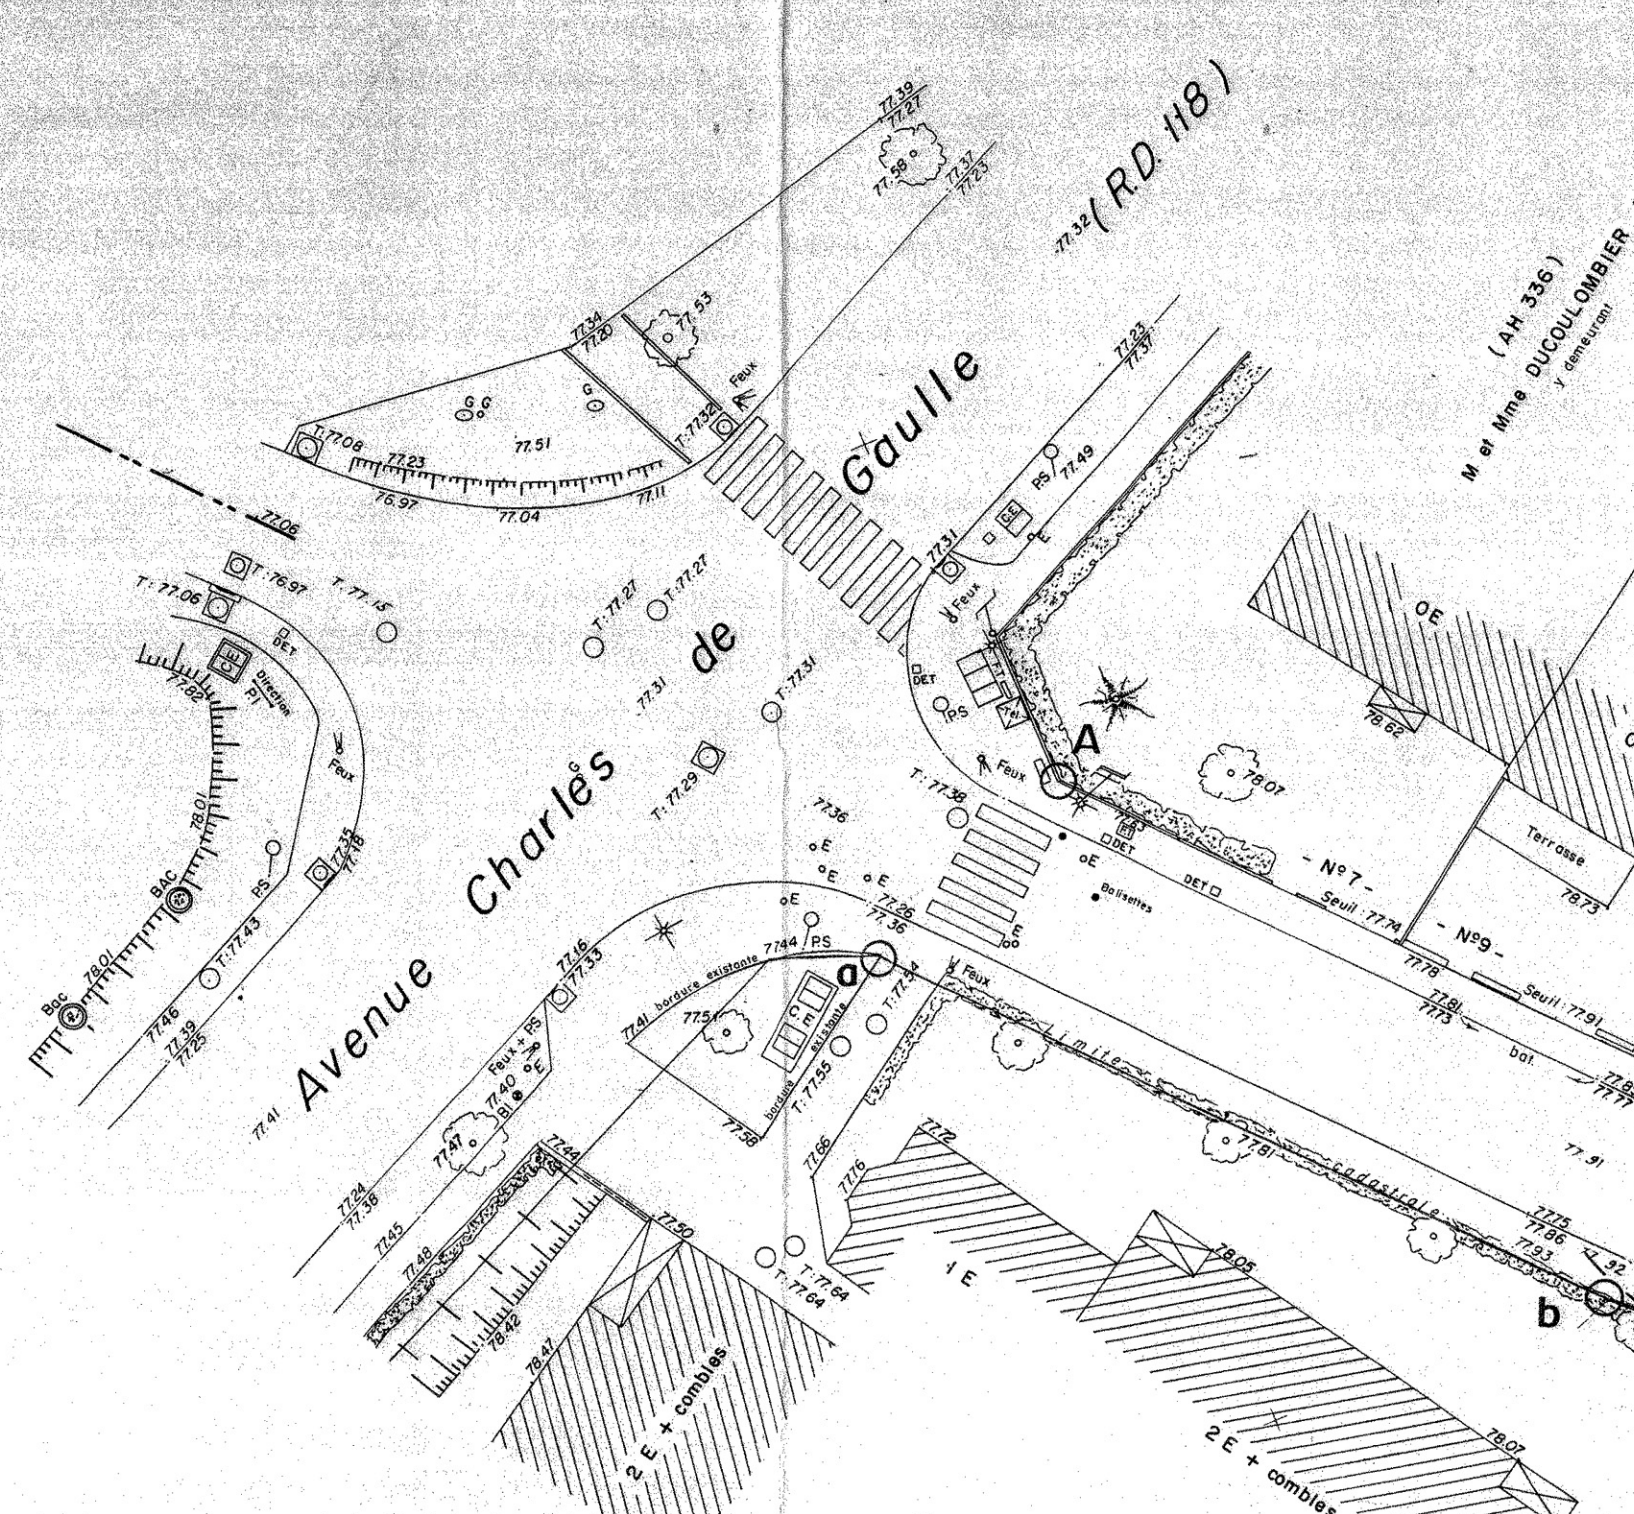 77.39
77.27
77.58
77.37
77.23
77.32
( R.D. 118 )
( AH 336 )
M et Mme DUCOULOMBIER
y demeurant
77.34
77.20
77.53
Feux
G G
G
T:77.08
77.51
T:77.32
77.23
76.97
77.04
77.11
77.23
77.37
Gaulle
P.S
77.49
C.E
E
77.31
Feux
77.06
T:76.97
T:77.06
T:77.15
DET
C E
Direction
P1
77.82
T:77.27
T:77.27
de
77.31
T:77.31
T:77.29
DET
P.S
Tel
A
Feux
T:77.38
OE
78.62
78.07
Feux
78.01
77.35
77.18
BAC
P.S
T:77.43
78.01
Bac
77.46
77.39
77.25
Charles
G
Avenue
77.41
77.36
E
E
E
E
77.26
77.36
E
DET
E
Balisettes
DET
- Nº7 -
Seuil : 77.74
Terrasse
78.73
- Nº9 -
77.78
Seuil : 77.91
77.81
77.73
bat.
77.77
77.91
77.16
77.33
77.44
P.S
bordure existante
77.41
77.51
C E
a
T:77.54
Feux
bordure existante
T:77.55
77.58
Feux + P.S
E
77.40
B1
77.47
77.44
77.24
77.38
77.45
77.48
77.50
78.42
78.47
77.66
77.76
77.72
T:77.64
T:77.64
1 E
Limite cadastrale
77.81
77.75
77.86
77.93
b
78.05
78.07
2 E + combles
2 E + combles